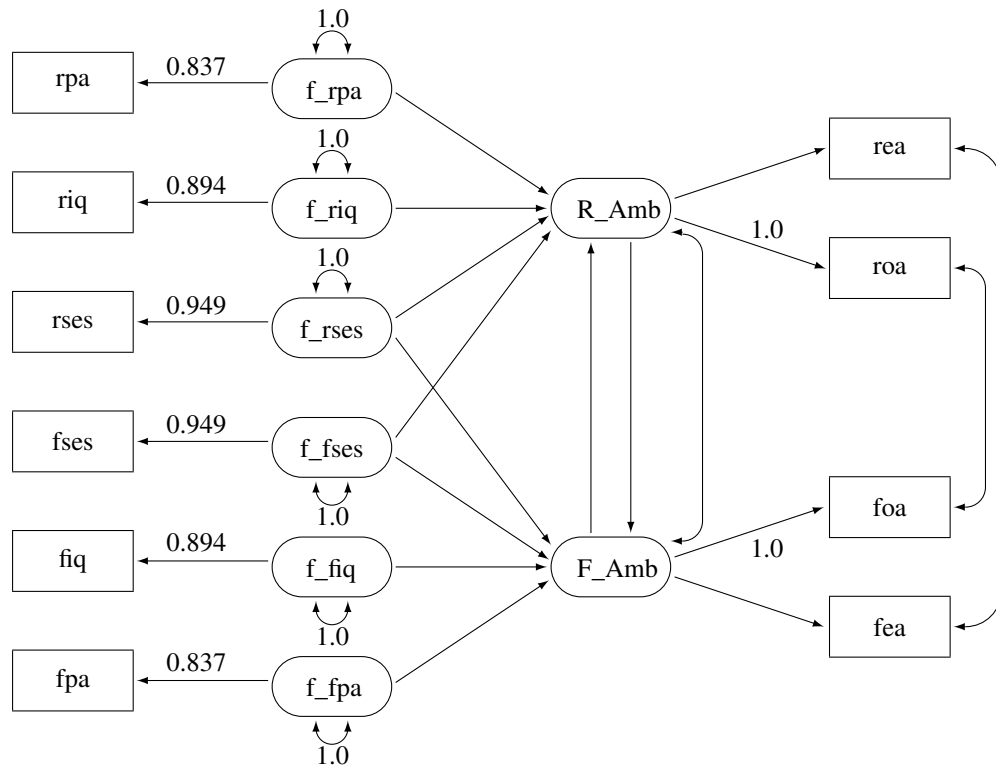 1.0
rpa
0.837
f_rpa
1.0
riq
0.894
f_riq
1.0
rses
0.949
f_rses
fses
0.949
f_fses
1.0
fiq
0.894
f_fiq
1.0
fpa
0.837
f_fpa
1.0
R_Amb
F_Amb
rea
1.0
roa
foa
1.0
fea